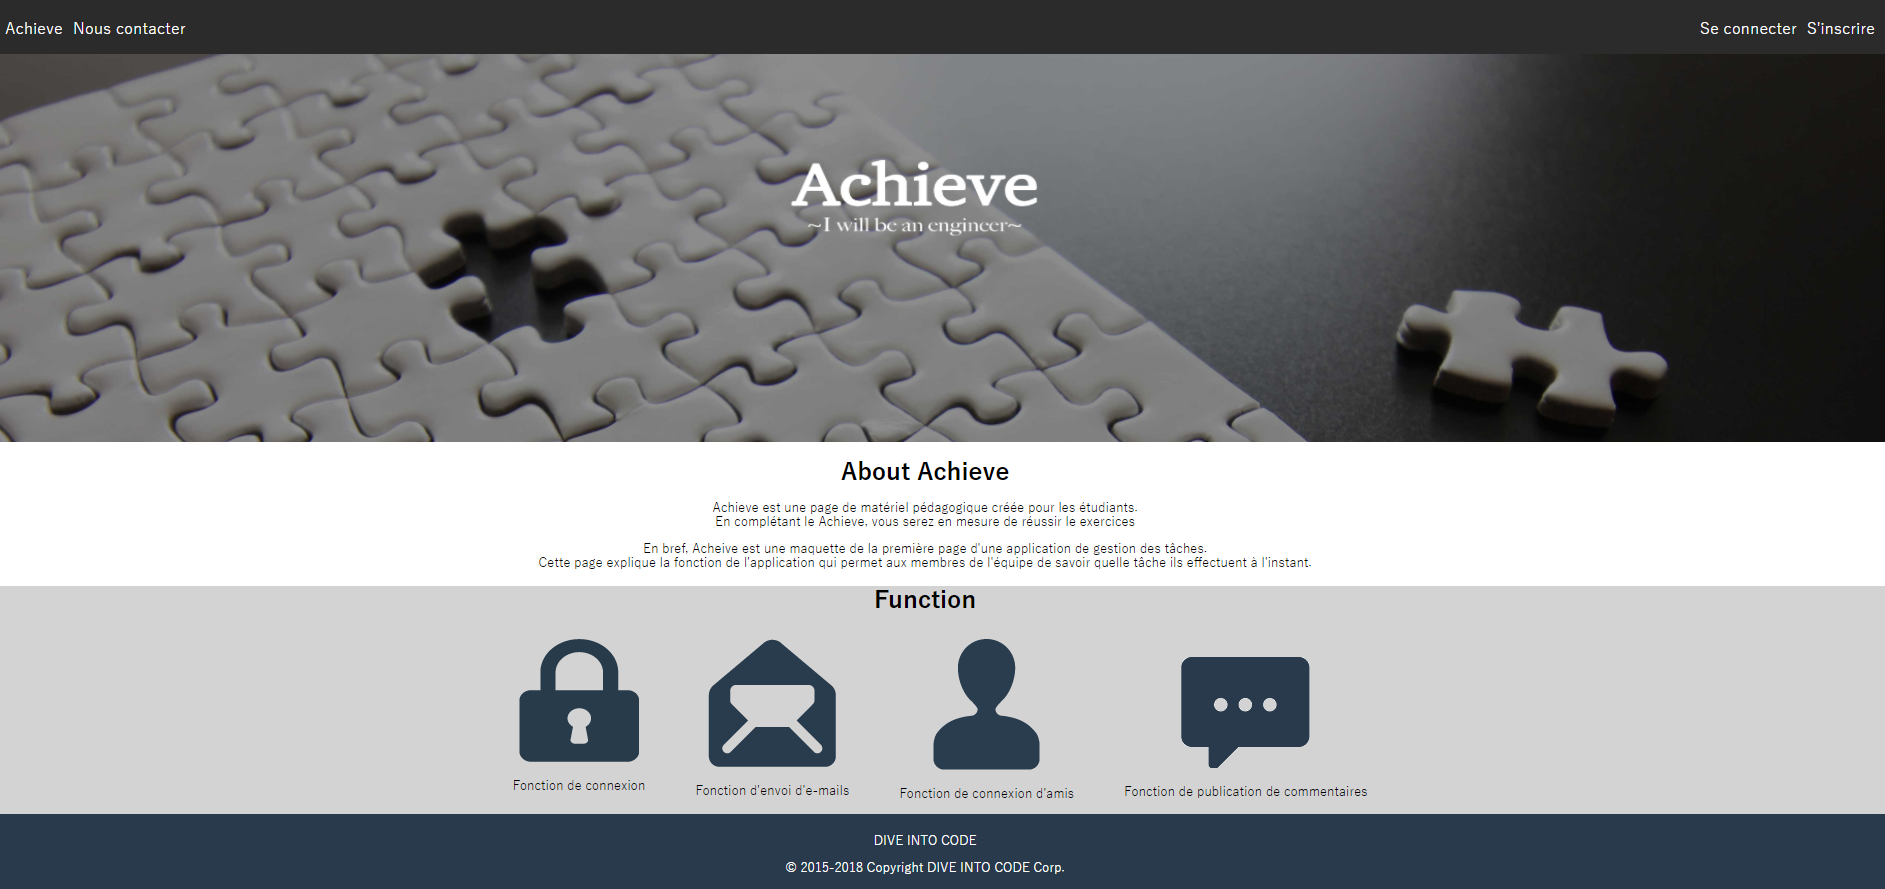 Achieve Nous contacter Se connecter S'inscrire
Achieve
~I will be an engineer~
About Achieve
Achieve est une page de matériel pédagogique créée pour les étudiants.
En complétant le Achieve, vous serez en mesure de réussir le exercices
En bref, Acheive est une maquette de la première page d'une application de gestion des tâches.
Cette page explique la fonction de l'application qui permet aux membres de l'équipe de savoir quelle tâche ils effectuent à l'instant.
Function
Fonction de connexion
Fonction d'envoi d'e-mails
Fonction de connexion d'amis
Fonction de publication de commentaires
DIVE INTO CODE
© 2015-2018 Copyright DIVE INTO CODE Corp.